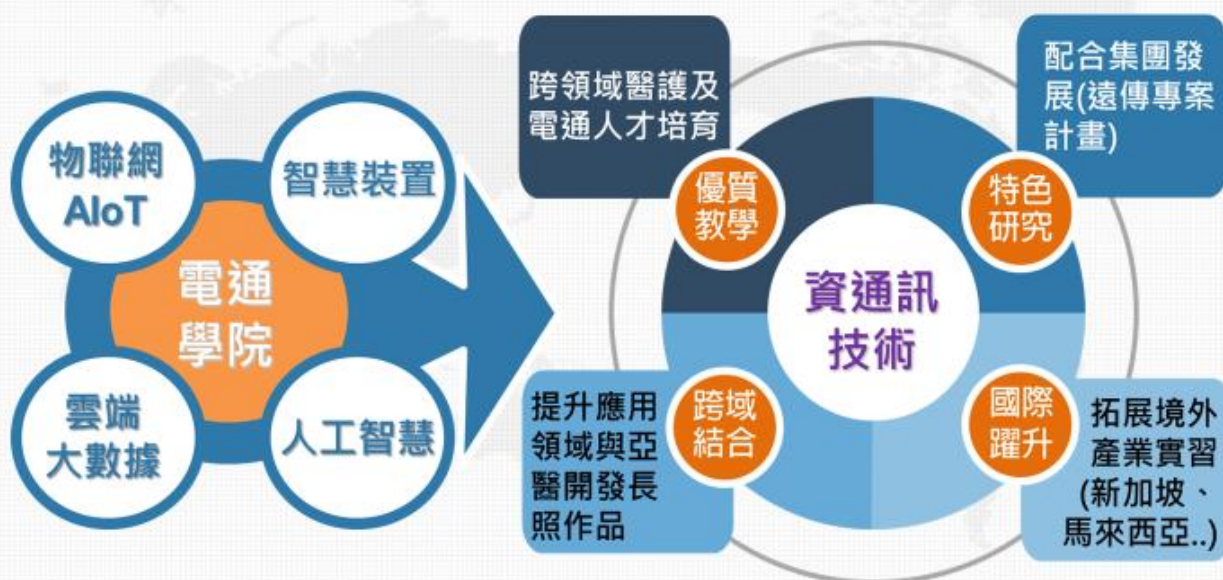 物聯網
AIoT
智慧裝置
電通
學院
雲端
大數據
人工智慧
跨領域醫護及
電通人才培育
優質
教學
配合集團發
展(遠傳專案
計畫)
特色
研究
資通訊
技術
提升應用
領域與亞
醫開發長
照作品
跨域
結合
國際
躍升
拓展境外
產業實習
(新加坡、
馬來西亞..)